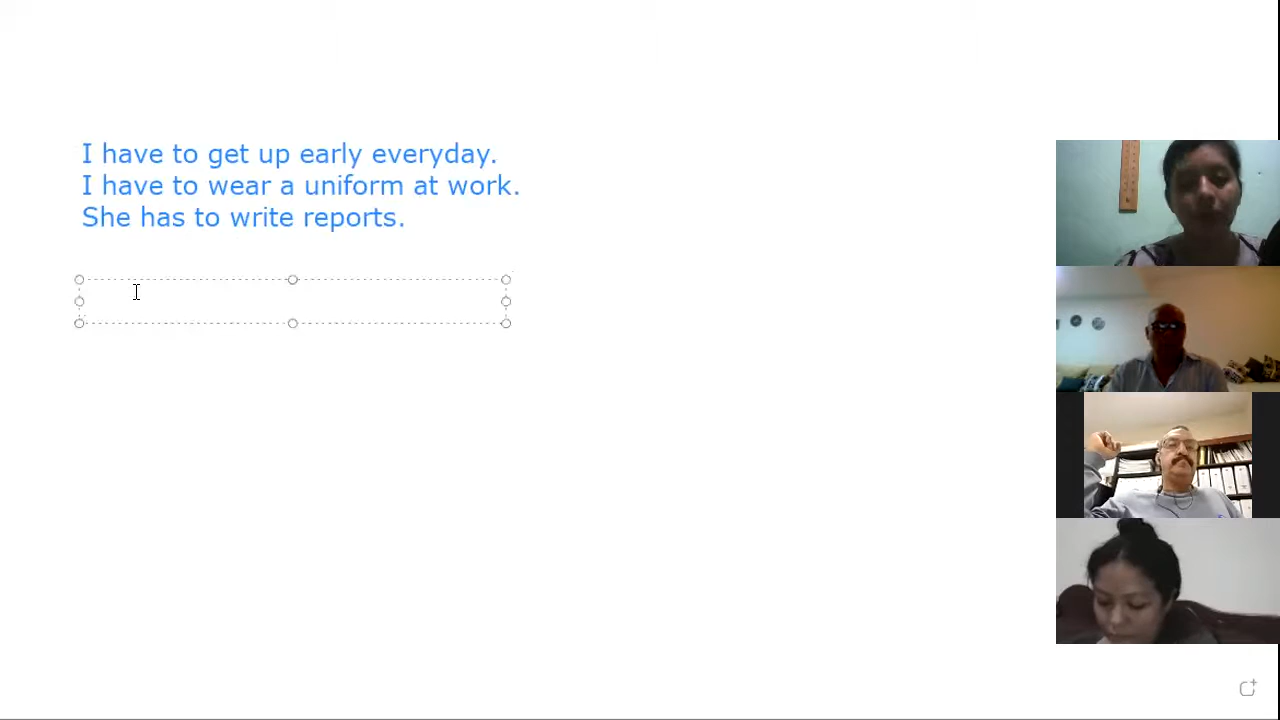 I have to get up early everyday.
I have to wear a uniform at work.
She has to write reports.